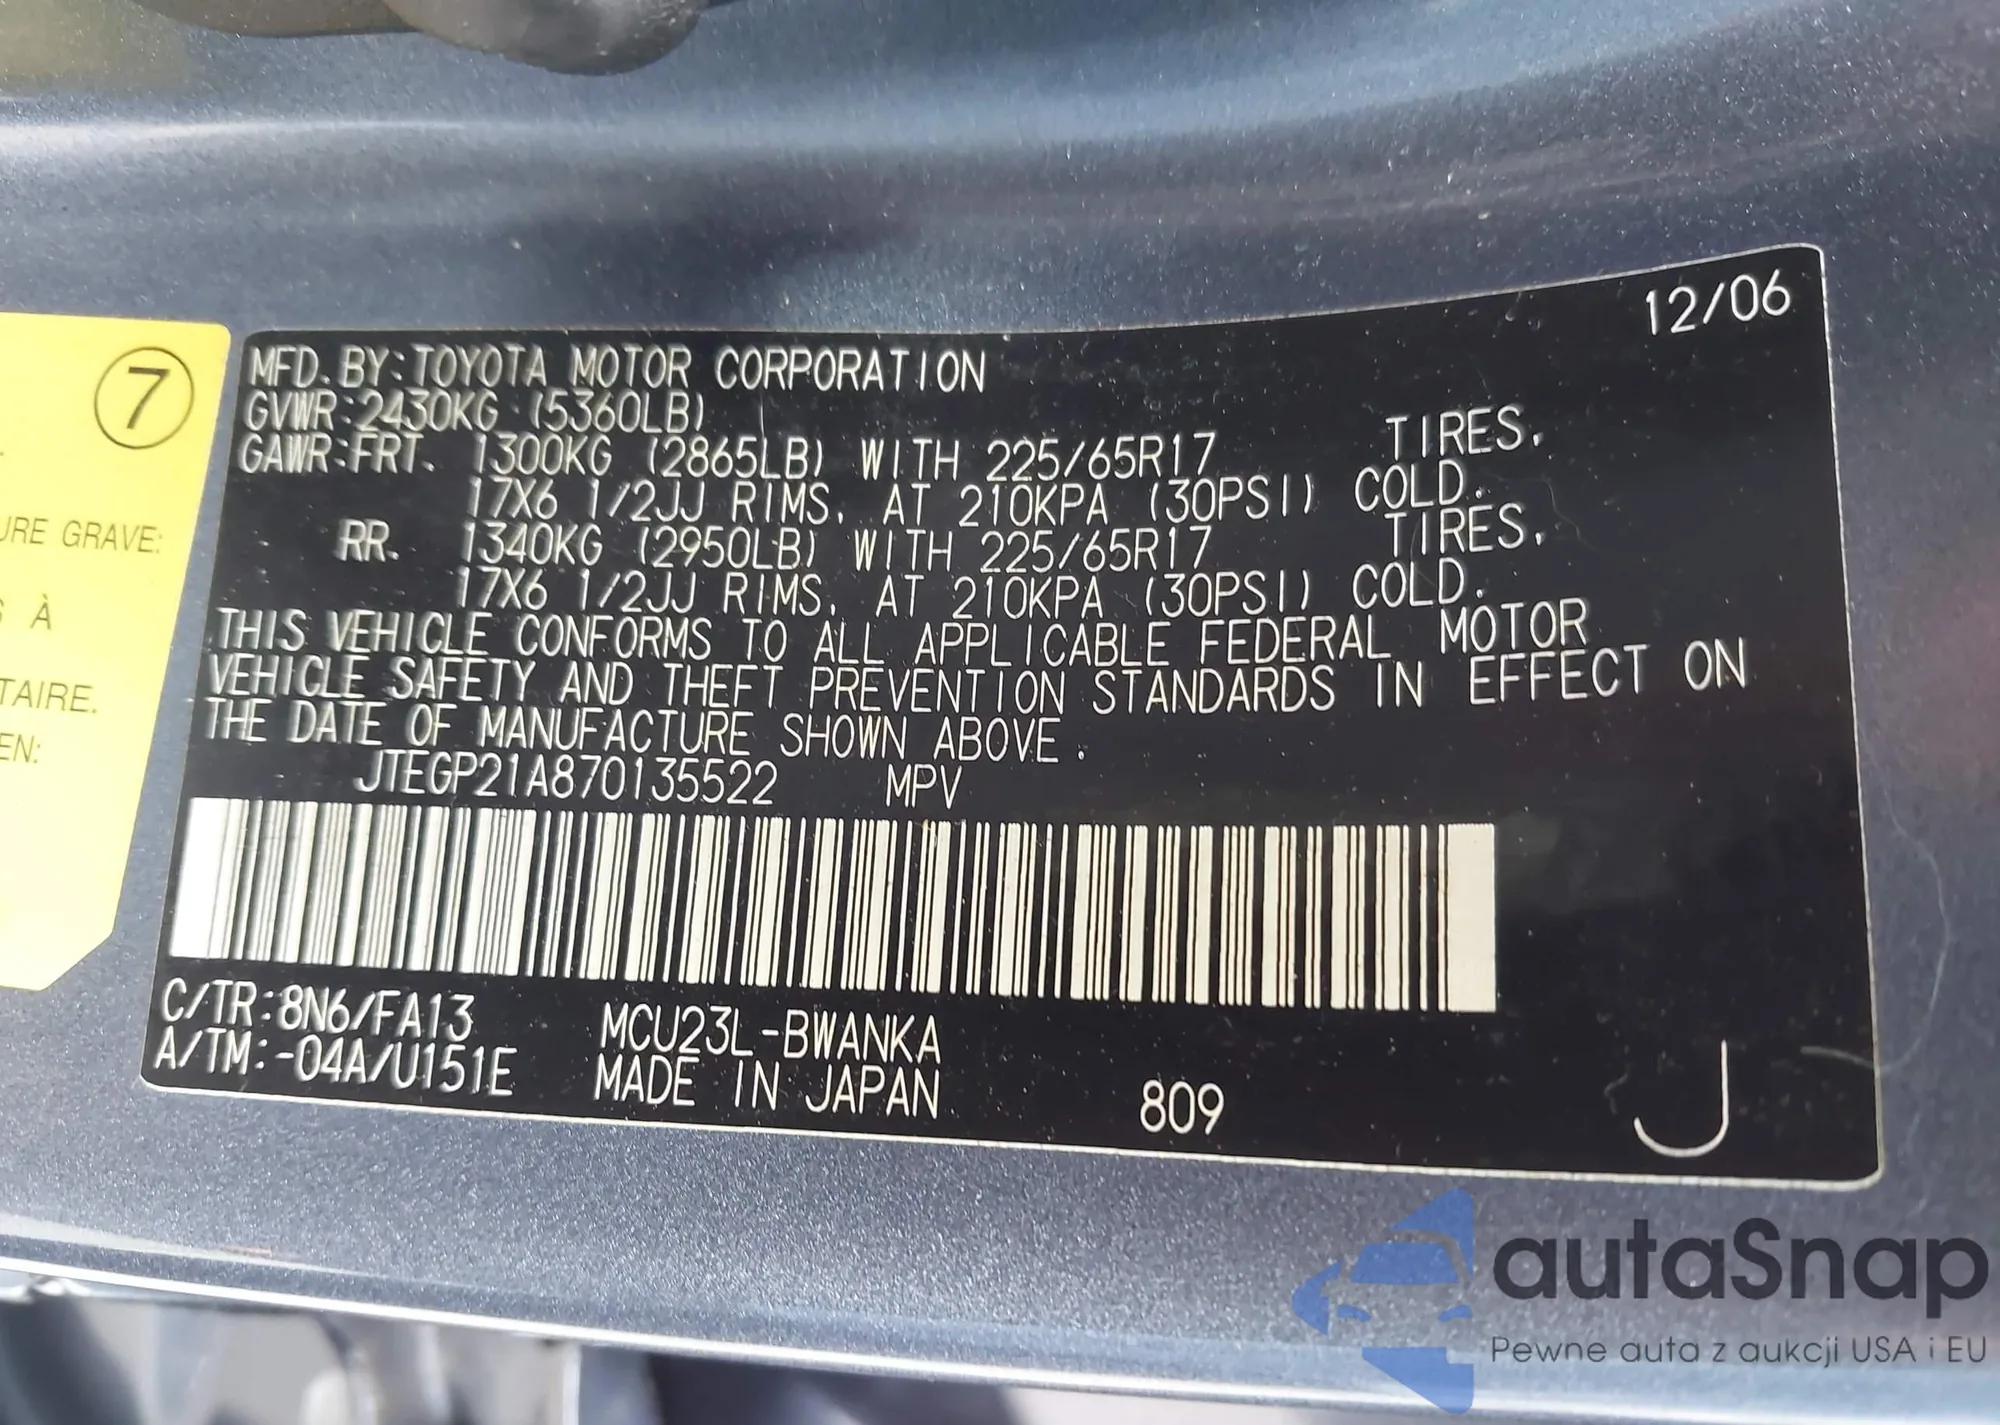 12/06
MFD. BY: TOYOTA MOTOR CORPORATION
GVWR: 2430KG (5360LB)
GAWR: FRT. 1300KG (2865LB) WITH 225/65R17 TIRES,
17X6 1/2JJ RIMS, AT 210KPA (30PSI) COLD.
RR. 1340KG (2950LB) WITH 225/65R17 TIRES,
17X6 1/2JJ RIMS, AT 210KPA (30PSI) COLD.
THIS VEHICLE CONFORMS TO ALL APPLICABLE FEDERAL MOTOR
VEHICLE SAFETY AND THEFT PREVENTION STANDARDS IN EFFECT ON
THE DATE OF MANUFACTURE SHOWN ABOVE.
JTEGP21A870135522 MPV
C/TR: 8N6/FA13 MCU23L-BWANKA
A/TM: -04A/U151E MADE IN JAPAN 809 J
7
URE GRAVE:
S À
TAIRE.
EN:
autaSnap
Pewne auta z aukcji USA i EU